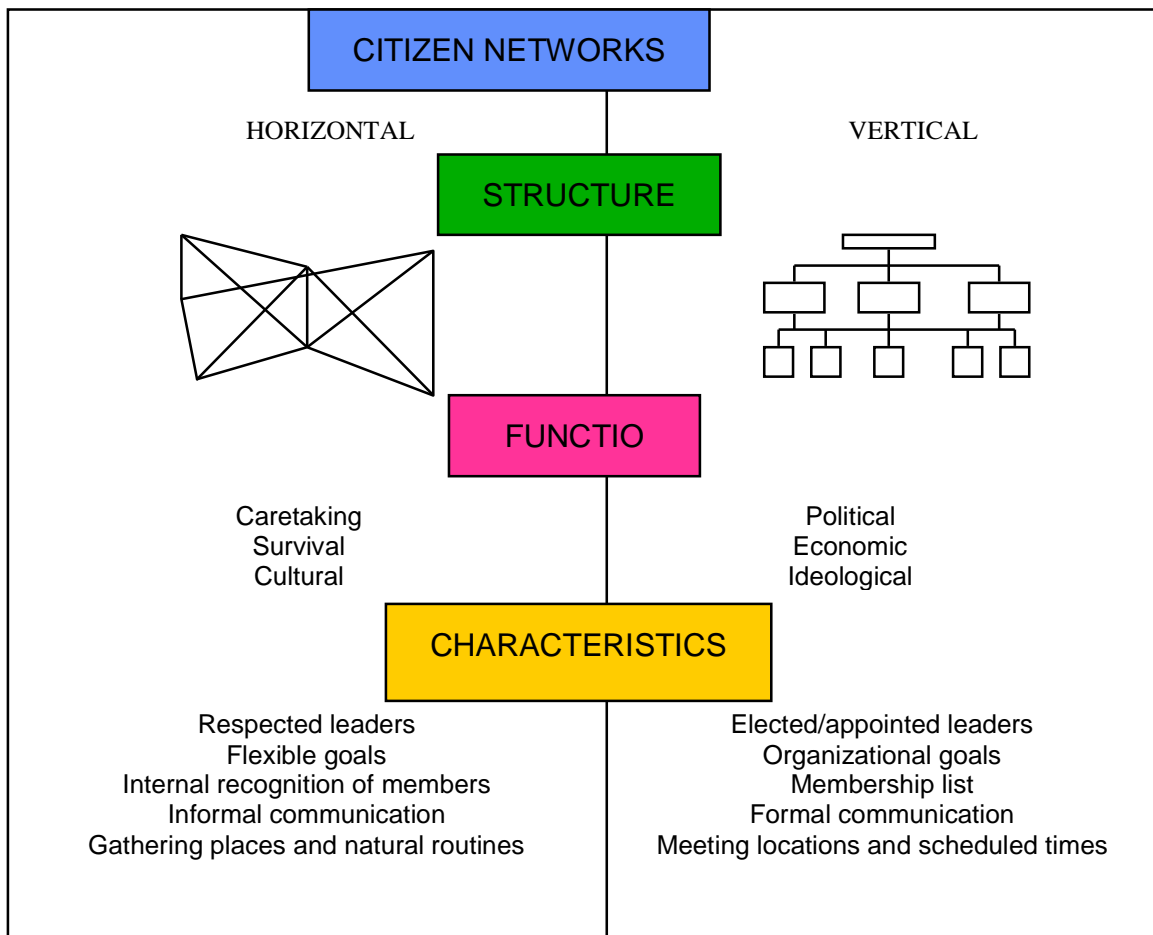 CITIZEN NETWORKS
HORIZONTAL
VERTICAL
STRUCTURE
FUNCTIO
Caretaking
Survival
Cultural
Political
Economic
Ideological
CHARACTERISTICS
Respected leaders
Flexible goals
Internal recognition of members
Informal communication
Gathering places and natural routines
Elected/appointed leaders
Organizational goals
Membership list
Formal communication
Meeting locations and scheduled times